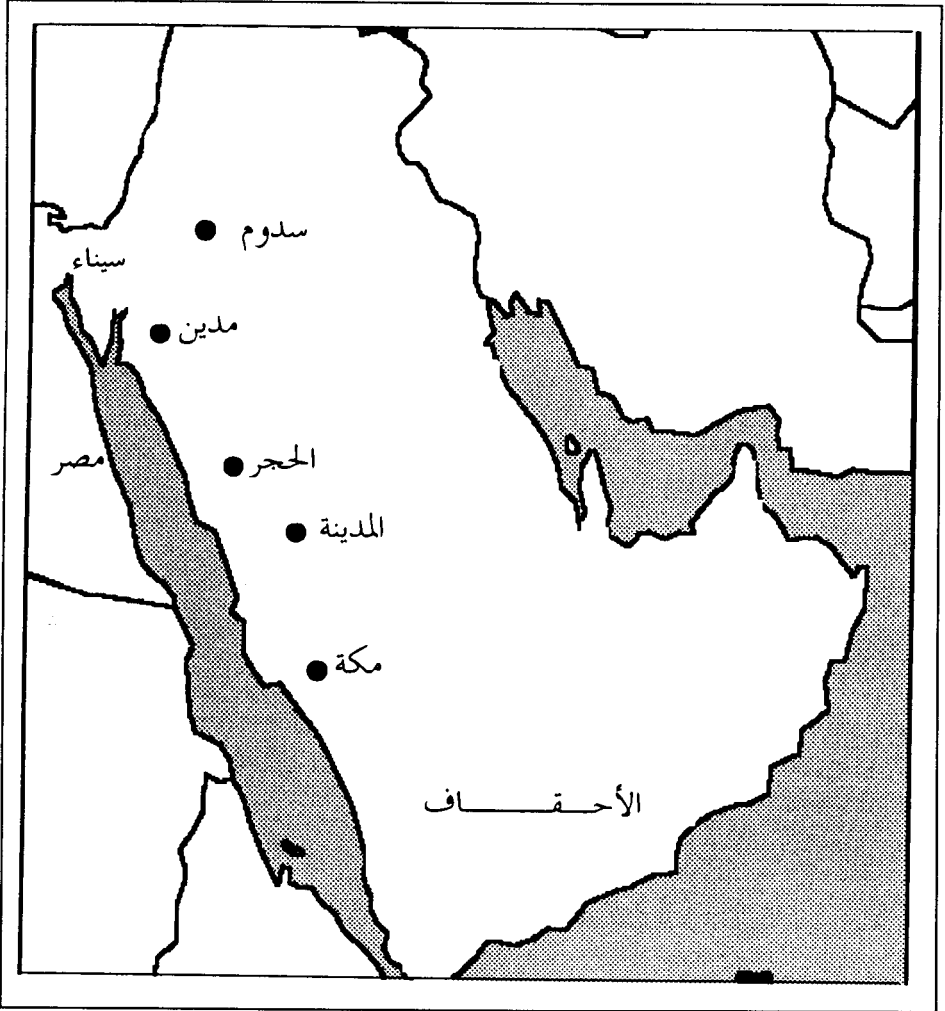 سدوم
سيناء
مدين
مصر
الحجر
المدينة
مكة
الأحقاف